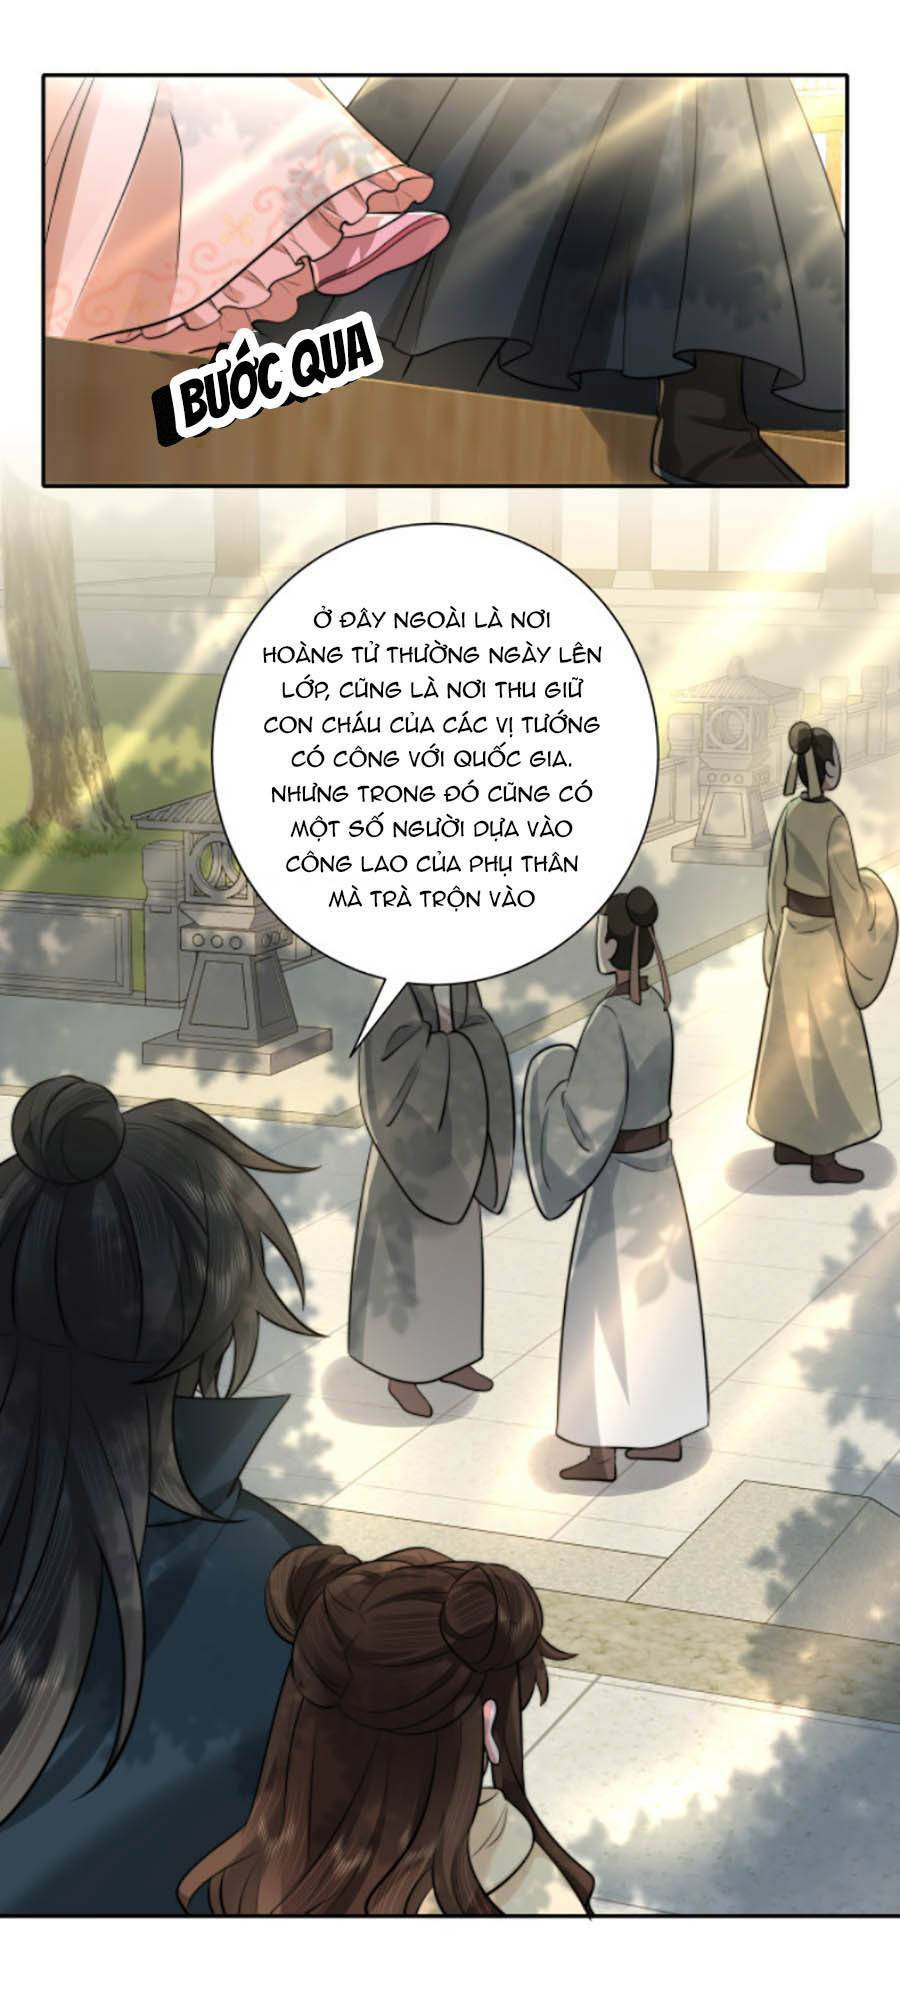 BƯỚC QUA
Ở ĐÂY NGOÀI LÀ NƠI
HOÀNG TỬ THƯỜNG NGÀY LÊN
LỚP, CŨNG LÀ NƠI THU GIỮ
CON CHÁU CỦA CÁC VỊ TƯỚNG
CÓ CÔNG VỚI QUỐC GIA.
NHƯNG TRONG ĐÓ CŨNG CÓ
MỘT SỐ NGƯỜI DỰA VÀO
CÔNG LAO CỦA PHỤ THÂN
MÀ TRÀ TRỘN VÀO